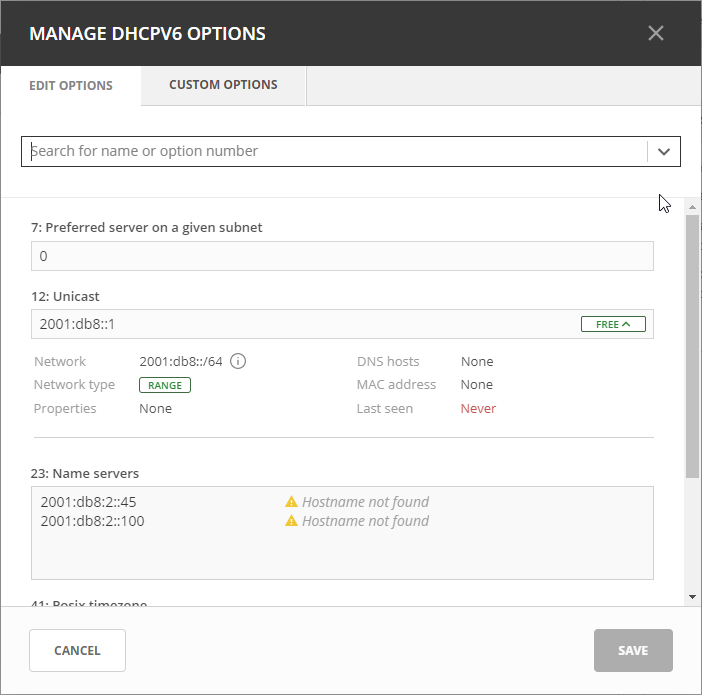 MANAGE DHCPV6 OPTIONS
EDIT OPTIONS CUSTOM OPTIONS
Search for name or option number
7: Preferred server on a given subnet
0
12: Unicast
2001:db8::1 FREE
Network 2001:db8::/64 DNS hosts None
Network type RANGE MAC address None
Properties None Last seen Never
23: Name servers
2001:db8:2::45 Hostname not found
2001:db8:2::100 Hostname not found
41: Posix timezone
CANCEL SAVE